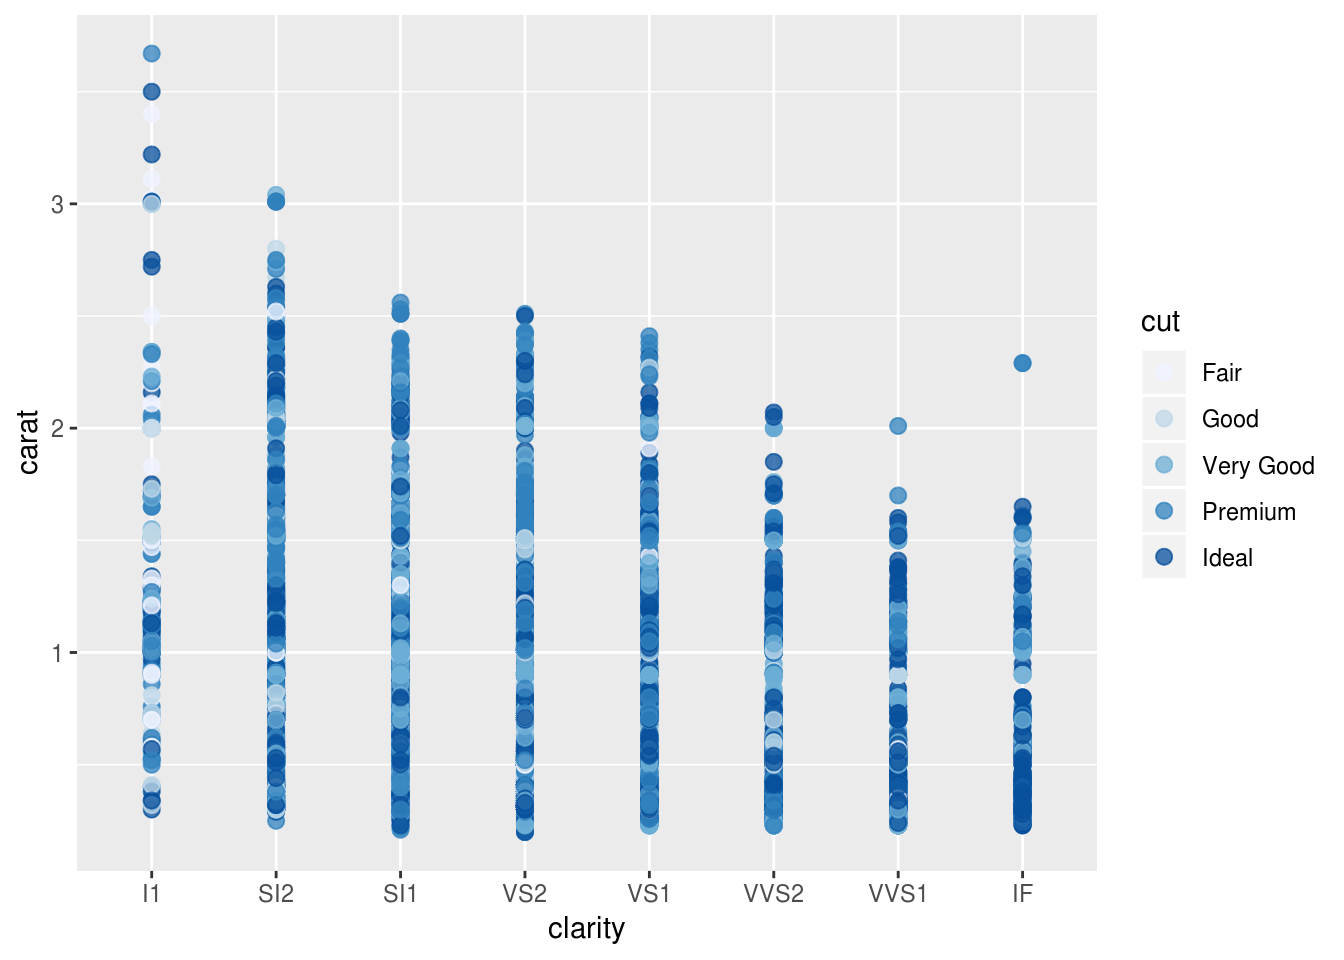 3
2
1
carat
I1 SI2 SI1 VS2 VS1 VVS2 VVS1 IF
clarity
cut
Fair
Good
Very Good
Premium
Ideal